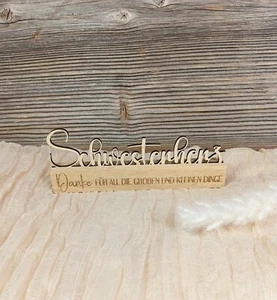 Schwesterherz
Danke FÜR ALL DIE GROßEN UND KLEINEN DINGE